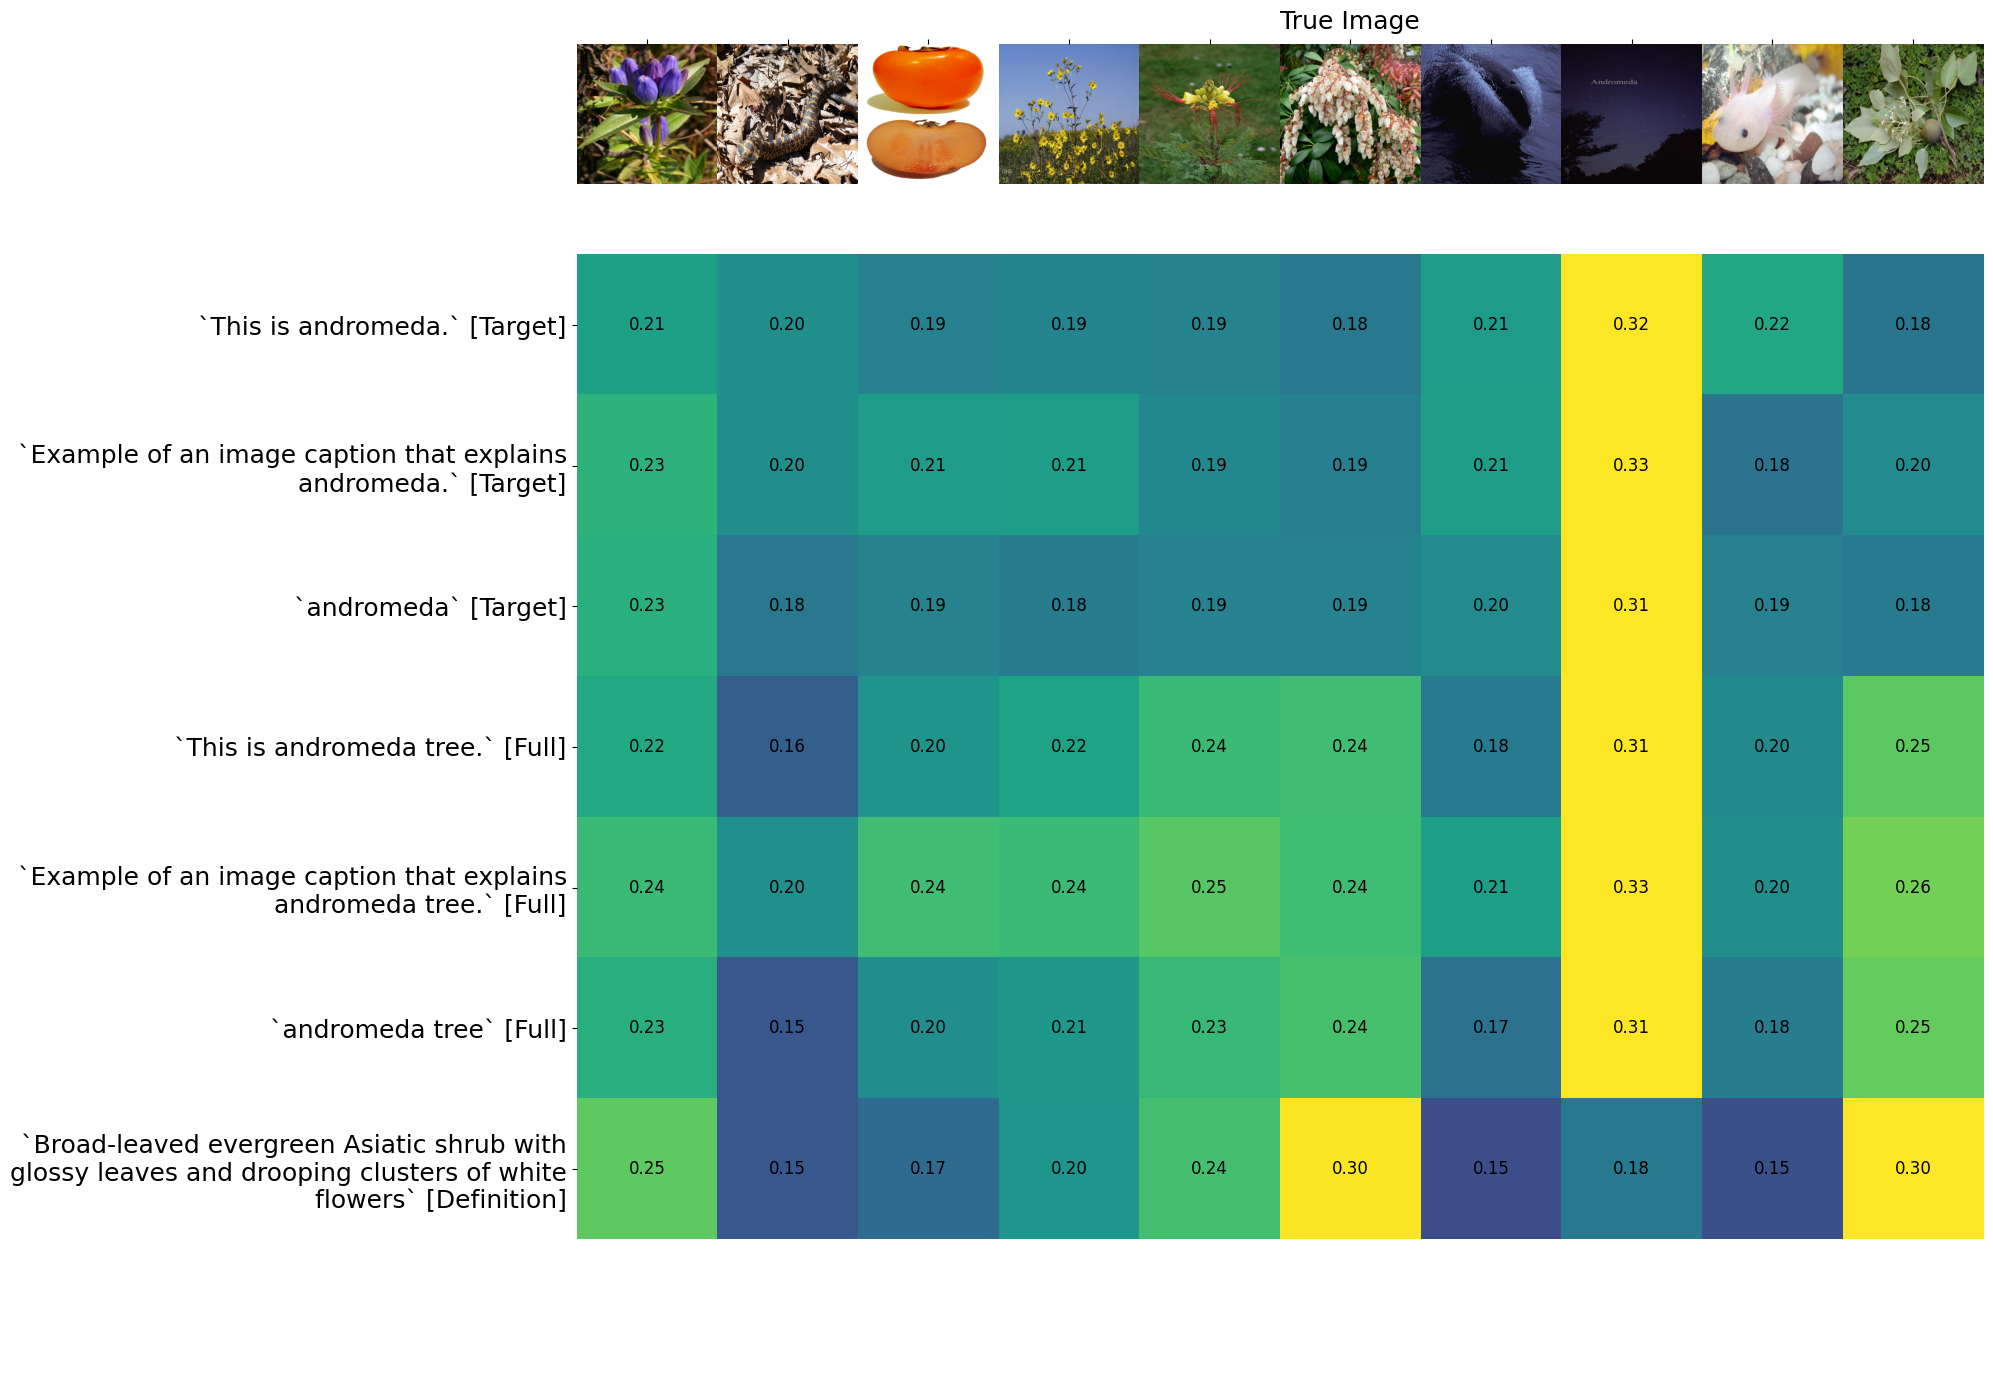 True Image
Andromeda
`This is andromeda.` [Target]
0.21 0.20 0.19 0.19 0.19 0.18 0.21 0.32 0.22 0.18
`Example of an image caption that explains
andromeda.` [Target]
0.23 0.20 0.21 0.21 0.19 0.19 0.21 0.33 0.18 0.20
`andromeda` [Target]
0.23 0.18 0.19 0.18 0.19 0.19 0.20 0.31 0.19 0.18
`This is andromeda tree.` [Full]
0.22 0.16 0.20 0.22 0.24 0.24 0.18 0.31 0.20 0.25
`Example of an image caption that explains
andromeda tree.` [Full]
0.24 0.20 0.24 0.24 0.25 0.24 0.21 0.33 0.20 0.26
`andromeda tree` [Full]
0.23 0.15 0.20 0.21 0.23 0.24 0.17 0.31 0.18 0.25
`Broad-leaved evergreen Asiatic shrub with
glossy leaves and drooping clusters of white
flowers` [Definition]
0.25 0.15 0.17 0.20 0.24 0.30 0.15 0.18 0.15 0.30